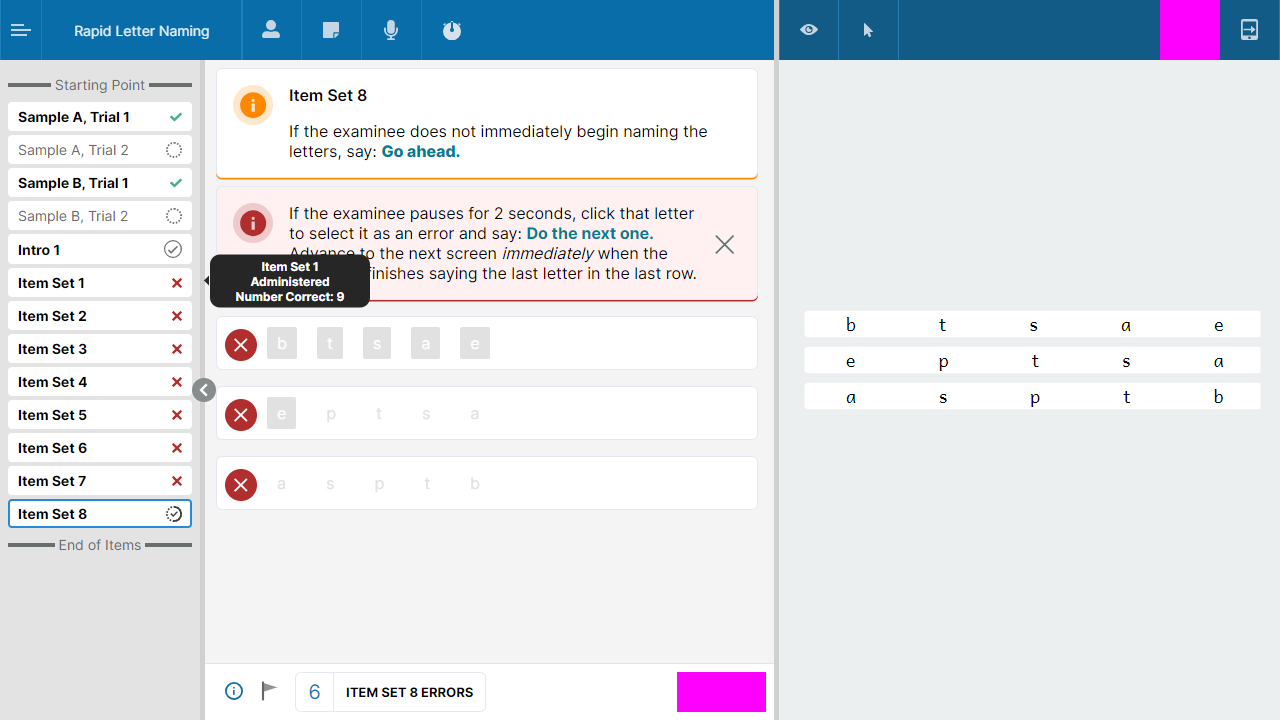 Rapid Letter Naming
Starting Point
Sample A, Trial 1
Sample A, Trial 2
Sample B, Trial 1
Sample B, Trial 2
Intro 1
Item Set 1
Item Set 2
Item Set 3
Item Set 4
Item Set 5
Item Set 6
Item Set 7
Item Set 8
End of Items
Item Set 8
If the examinee does not immediately begin naming the
letters, say: Go ahead.
If the examinee pauses for 2 seconds, click that letter
to select it as an error and say: Do the next one.
Advance to the next screen immediately when the
finishes saying the last letter in the last row.
Item Set 1
Administered
Number Correct: 9
b t s a e
e p t s a
a s p t b
6 ITEM SET 8 ERRORS
b t s a e
e p t s a
a s p t b